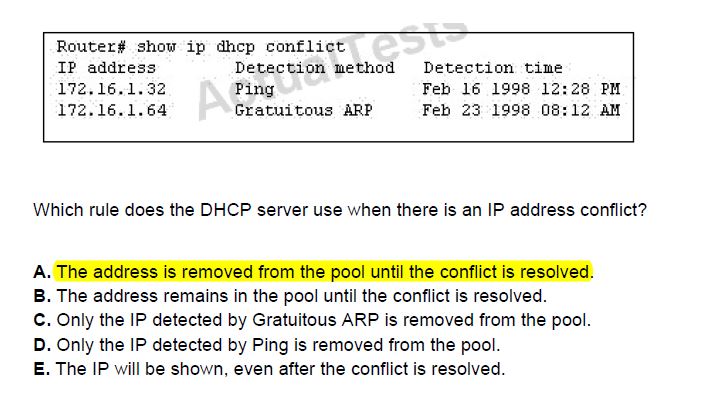 ActualTests
Router# show ip dhcp conflict
IP address Detection method Detection time
172.16.1.32 Ping Feb 16 1998 12:28 PM
172.16.1.64 Gratuitous ARP Feb 23 1998 08:12 AM
Which rule does the DHCP server use when there is an IP address conflict?
A. The address is removed from the pool until the conflict is resolved.
B. The address remains in the pool until the conflict is resolved.
C. Only the IP detected by Gratuitous ARP is removed from the pool.
D. Only the IP detected by Ping is removed from the pool.
E. The IP will be shown, even after the conflict is resolved.